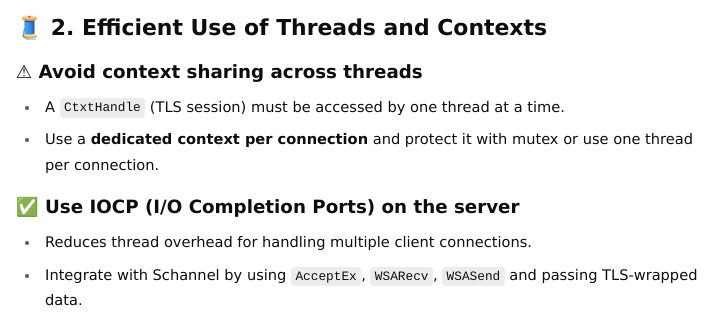 🧵 2. Efficient Use of Threads and Contexts
⚠ Avoid context sharing across threads
• A CtxtHandle (TLS session) must be accessed by one thread at a time.
• Use a dedicated context per connection and protect it with mutex or use one thread
per connection.
✅ Use IOCP (I/O Completion Ports) on the server
• Reduces thread overhead for handling multiple client connections.
• Integrate with Schannel by using AcceptEx, WSARecv, WSASend and passing TLS-wrapped
data.